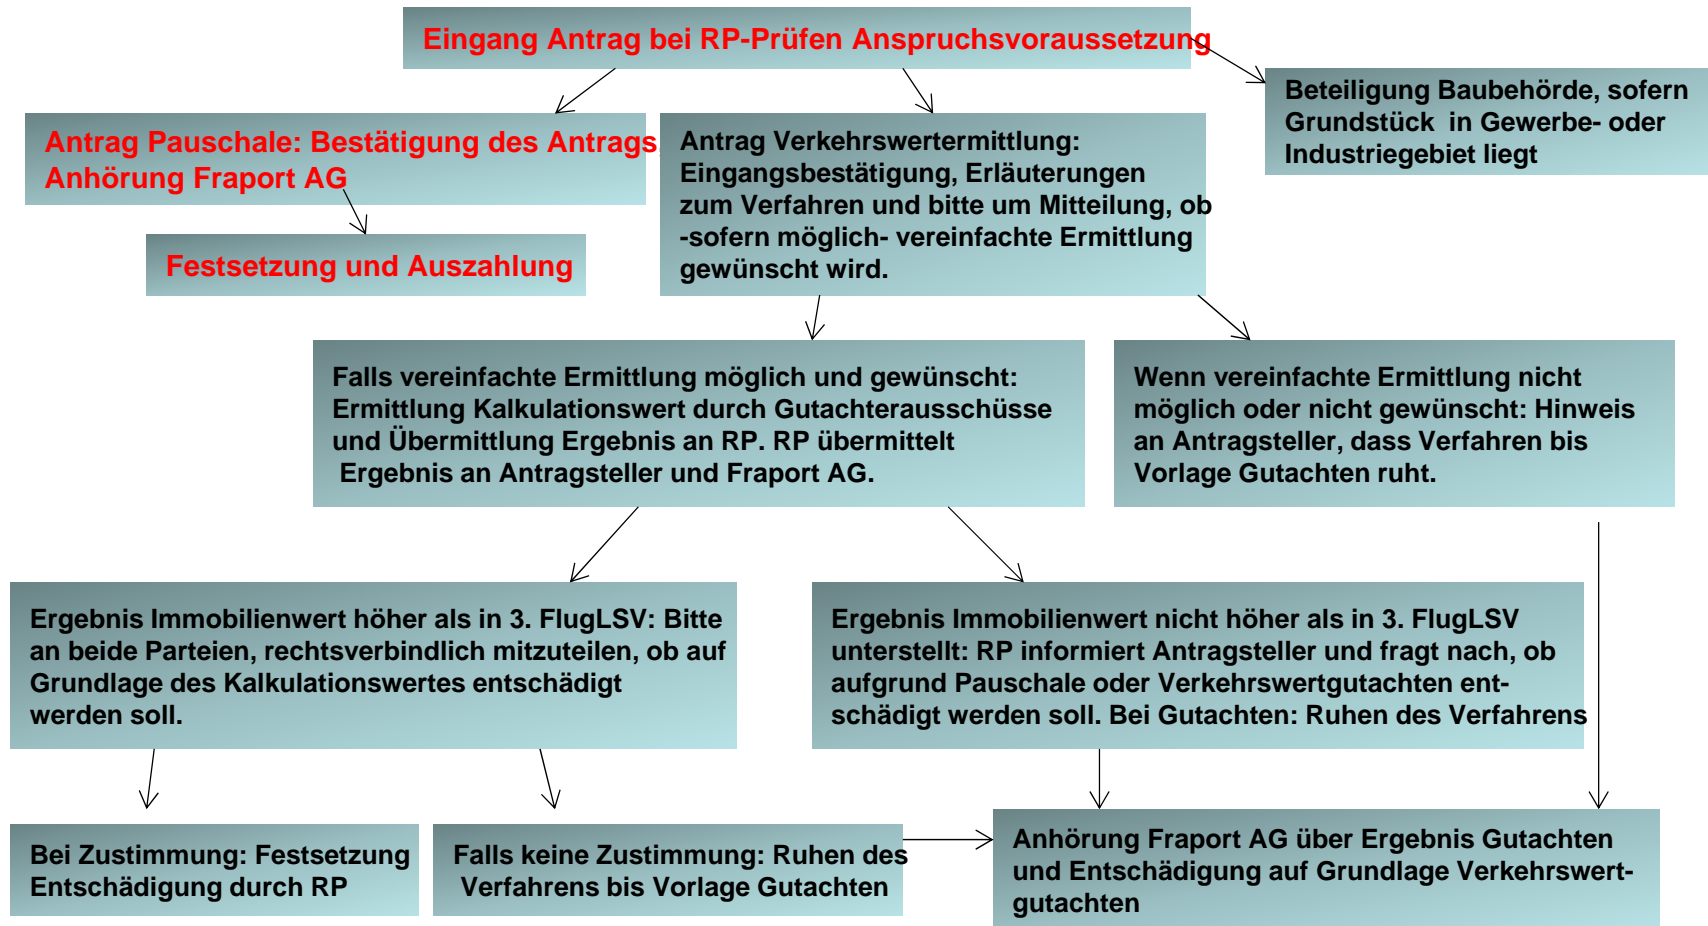 Eingang Antrag bei RP-Prüfen Anspruchsvoraussetzung
Beteiligung Baubehörde, sofern
Grundstück in Gewerbe- oder
Industriegebiet liegt
Antrag Pauschale: Bestätigung des Antrags,
Anhörung Fraport AG
Festsetzung und Auszahlung
Antrag Verkehrswertermittlung:
Eingangsbestätigung, Erläuterungen
zum Verfahren und bitte um Mitteilung, ob
-sofern möglich- vereinfachte Ermittlung
gewünscht wird.
Falls vereinfachte Ermittlung möglich und gewünscht:
Ermittlung Kalkulationswert durch Gutachterausschüsse
und Übermittlung Ergebnis an RP. RP übermittelt
Ergebnis an Antragsteller und Fraport AG.
Wenn vereinfachte Ermittlung nicht
möglich oder nicht gewünscht: Hinweis
an Antragsteller, dass Verfahren bis
Vorlage Gutachten ruht.
Ergebnis Immobilienwert höher als in 3. FlugLSV: Bitte
an beide Parteien, rechtsverbindlich mitzuteilen, ob auf
Grundlage des Kalkulationswertes entschädigt
werden soll.
Ergebnis Immobilienwert nicht höher als in 3. FlugLSV
unterstellt: RP informiert Antragsteller und fragt nach, ob
aufgrund Pauschale oder Verkehrswertgutachten ent-
schädigt werden soll. Bei Gutachten: Ruhen des Verfahrens
Bei Zustimmung: Festsetzung
Entschädigung durch RP
Falls keine Zustimmung: Ruhen des
Verfahrens bis Vorlage Gutachten
Anhörung Fraport AG über Ergebnis Gutachten
und Entschädigung auf Grundlage Verkehrswert-
gutachten